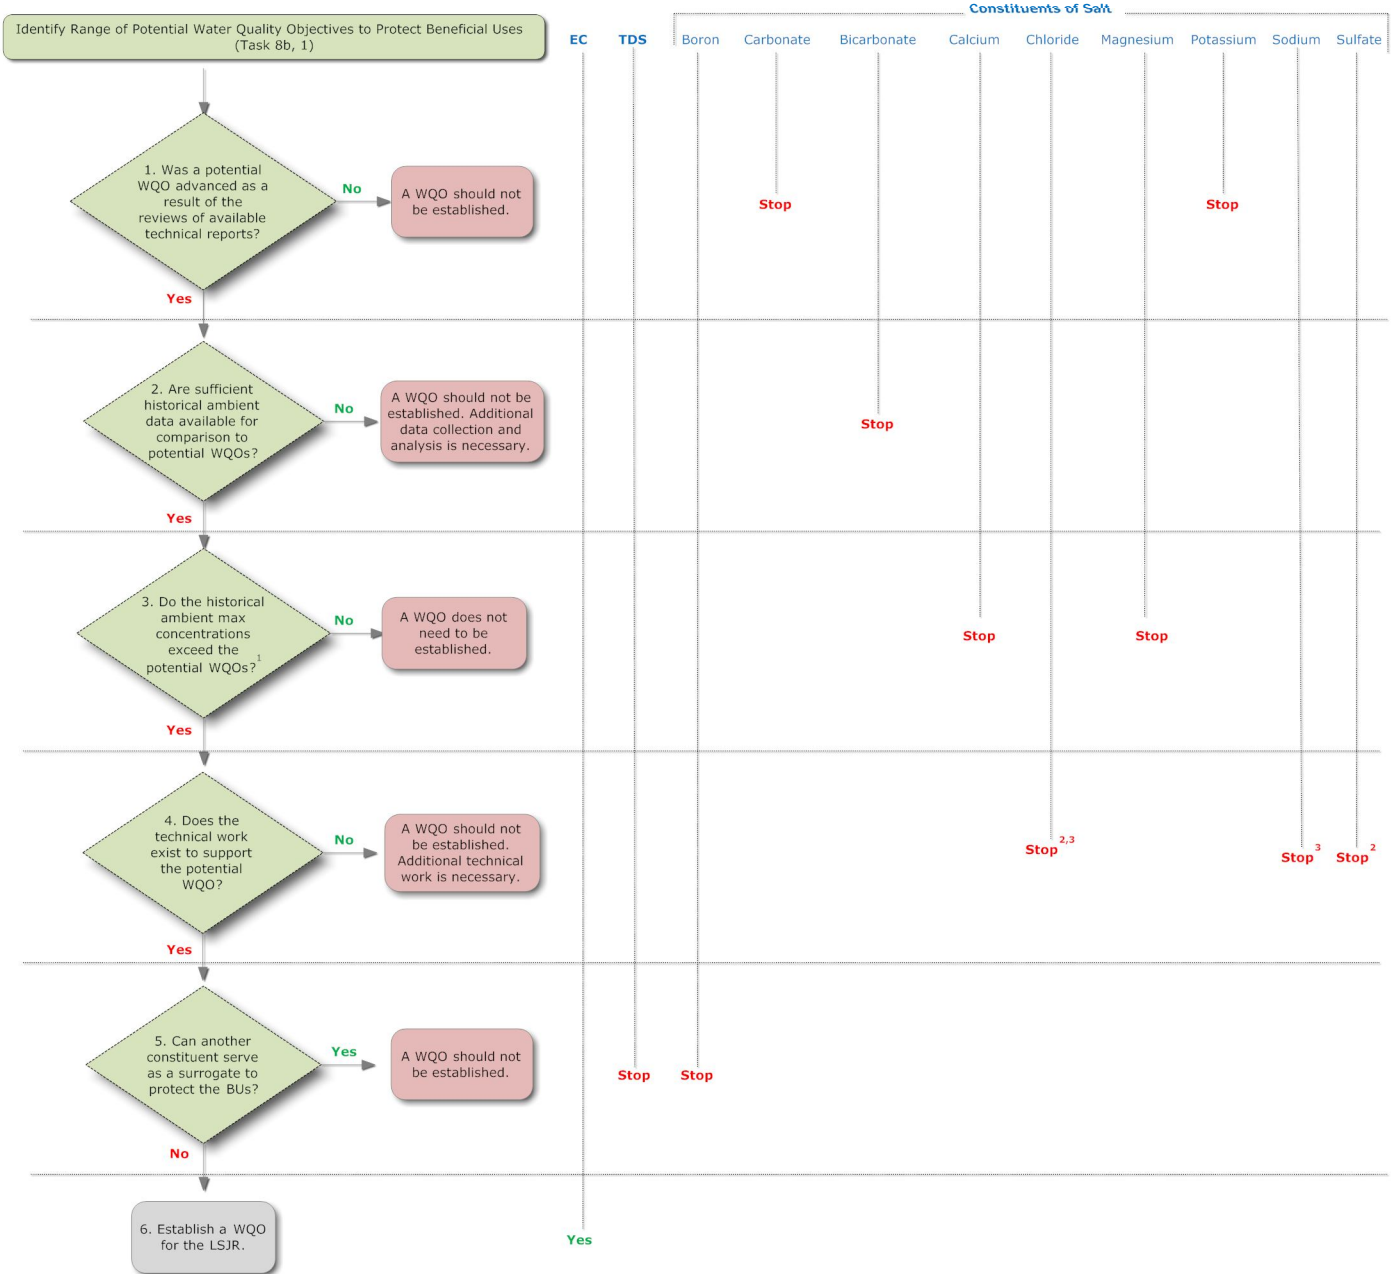 Constituents of Salt
Identify Range of Potential Water Quality Objectives to Protect Beneficial Uses
(Task 8b, 1)
EC TDS Boron Carbonate Bicarbonate Calcium Chloride Magnesium Potassium Sodium Sulfate
1. Was a potential
WQO advanced as a
result of the
reviews of available
technical reports?
No
A WQO should not
be established.
Stop
Stop
Yes
2. Are sufficient
historical ambient
data available for
comparison to
potential WQOs?
No
A WQO should not be
established. Additional
data collection and
analysis is necessary.
Stop
Yes
3. Do the historical
ambient max
concentrations
exceed the
potential WQOs?1
No
A WQO does not
need to be
established.
Stop
Stop
Yes
4. Does the
technical work
exist to support
the potential
WQO?
No
A WQO should not
be established.
Additional technical
work is necessary.
Stop2,3
Stop3
Stop2
Yes
5. Can another
constituent serve
as a surrogate to
protect the BUs?
Yes
A WQO should not
be established.
Stop
Stop
No
6. Establish a WQO
for the LSJR.
Yes